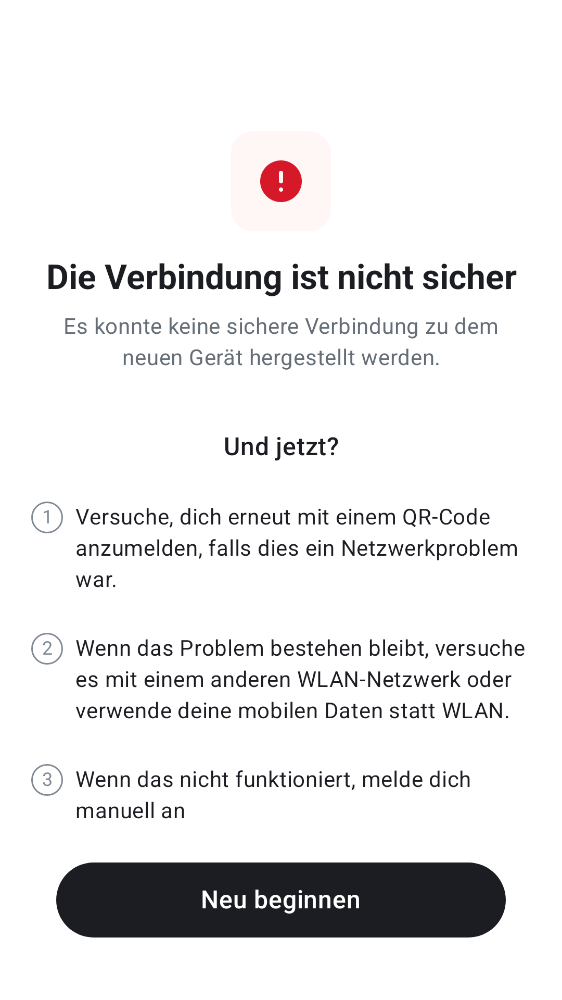 Die Verbindung ist nicht sicher
Es konnte keine sichere Verbindung zu dem
neuen Gerät hergestellt werden.
Und jetzt?
1 Versuche, dich erneut mit einem QR-Code
anzumelden, falls dies ein Netzwerkproblem
war.
2 Wenn das Problem bestehen bleibt, versuche
es mit einem anderen WLAN-Netzwerk oder
verwende deine mobilen Daten statt WLAN.
3 Wenn das nicht funktioniert, melde dich
manuell an
Neu beginnen